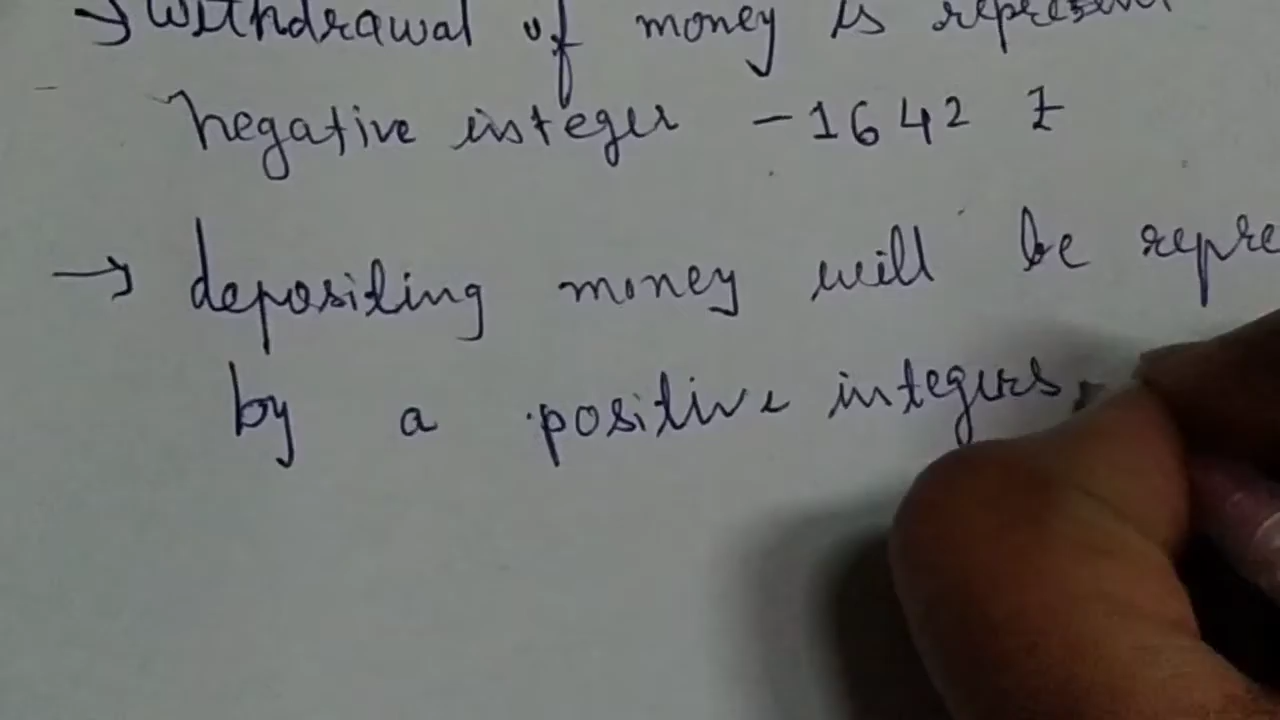 → Withdrawal of money is
negative integer -1642 ₹
→ depositing money will be
by a positive integers.